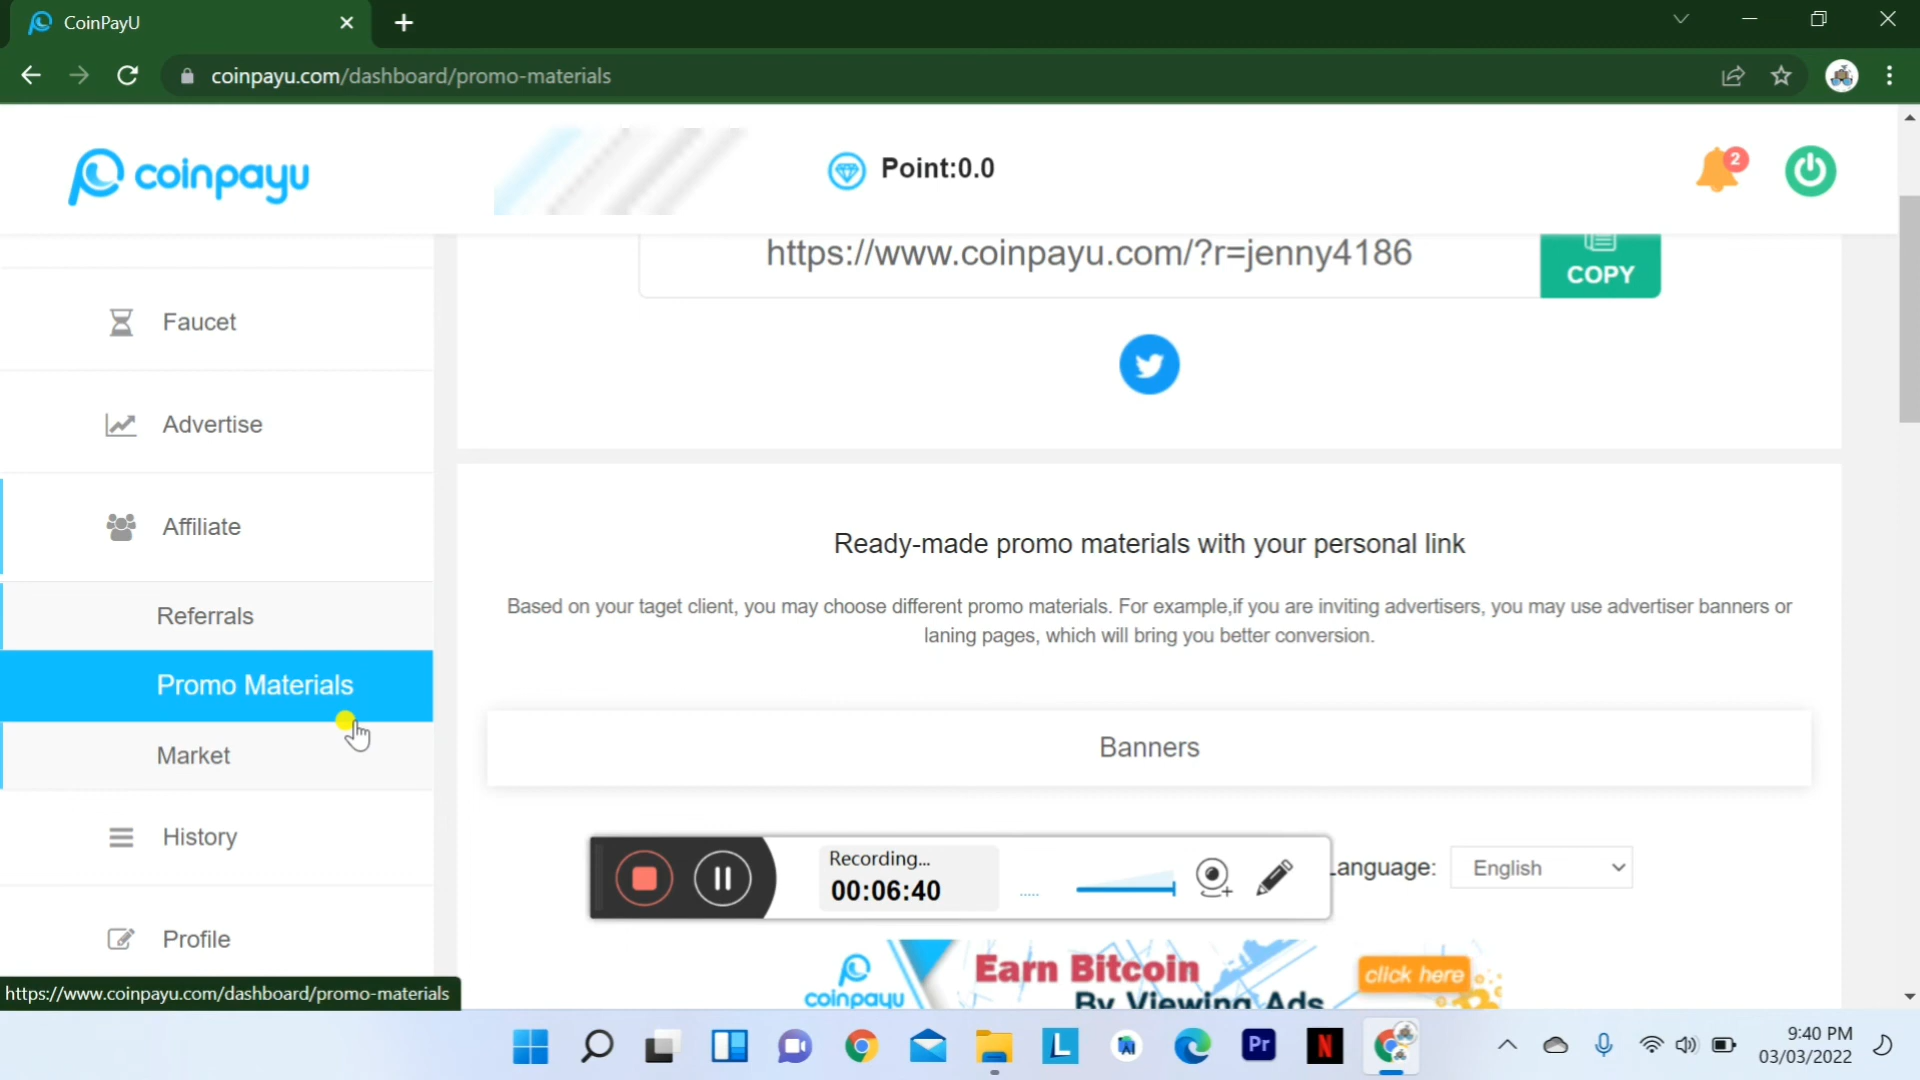 CoinPayU
coinpayu.com/dashboard/promo-materials
coinpayu
Point:0.0
2
https://www.coinpayu.com/?r=jenny4186
COPY
Faucet
Advertise
Affiliate
Referrals
Promo Materials
Market
History
Profile
Ready-made promo materials with your personal link
Based on your taget client, you may choose different promo materials. For example,if you are inviting advertisers, you may use advertiser banners or
laning pages, which will bring you better conversion.
Banners
Recording...
00:06:40
anguage:
English
coinpayu
Earn Bitcoin
By Viewing Ads
click here
https://www.coinpayu.com/dashboard/promo-materials
L
Pr
N
9:40 PM
03/03/2022